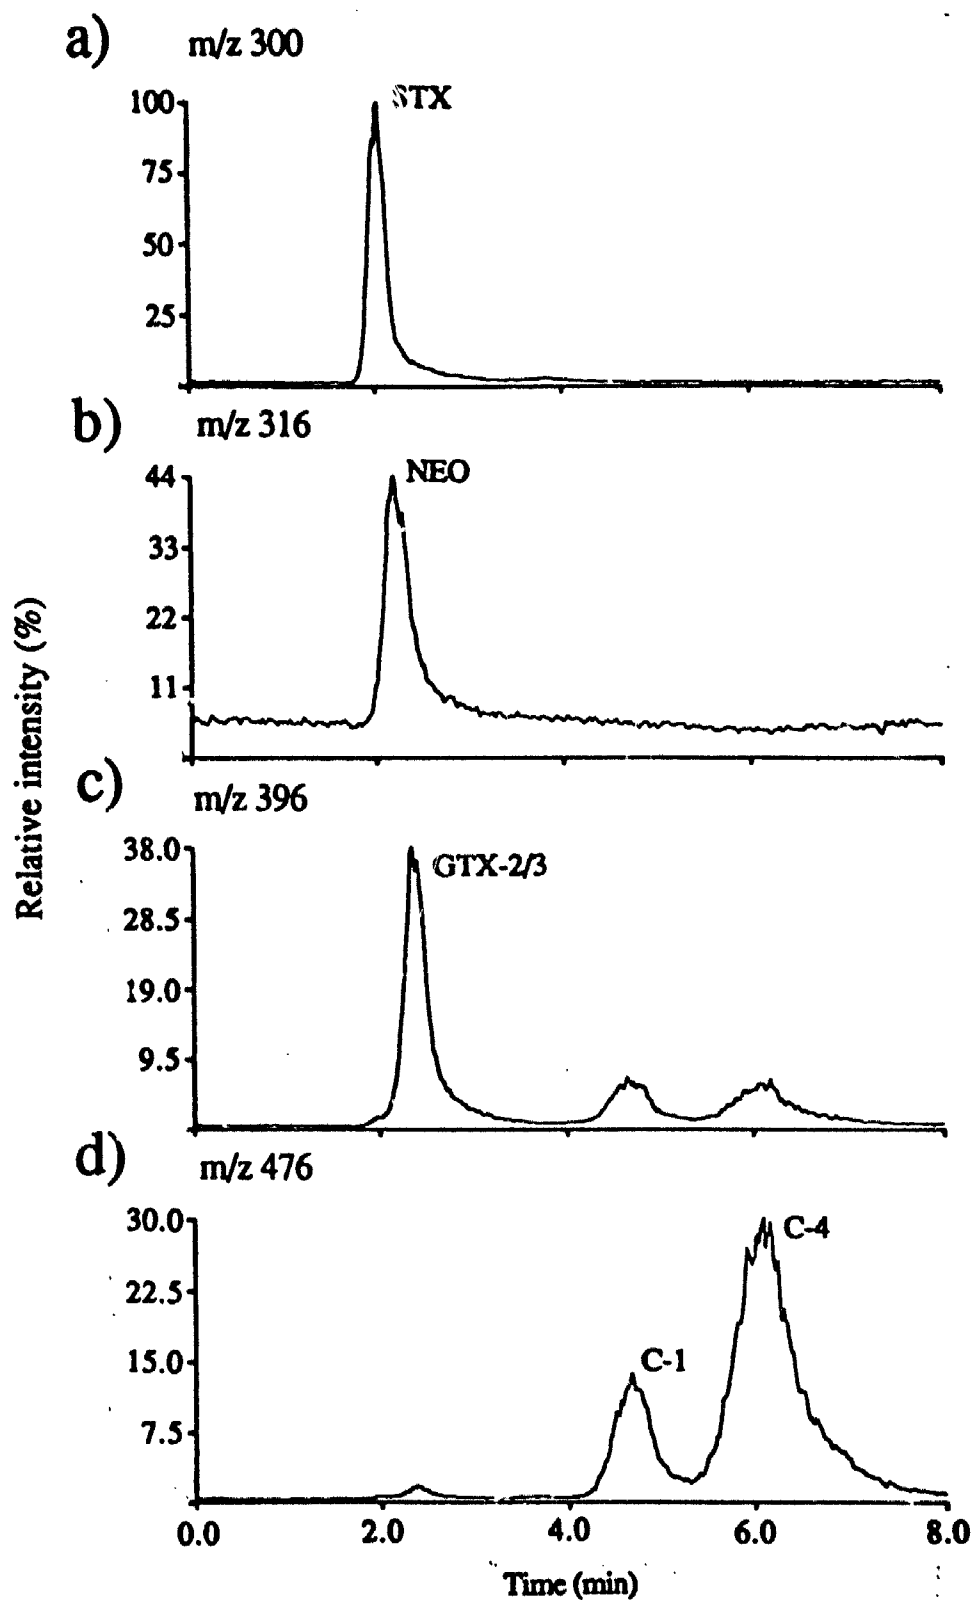 a) m/z 300
STX
100
75
50
25
b) m/z 316
NEO
44
33
22
11
c) m/z 396
GTX-2/3
38.0
28.5
19.0
9.5
d) m/z 476
C-4
30.0
22.5
C-1
15.0
7.5
0.0 2.0 4.0 6.0 8.0
Time (min)
Relative intensity (%)